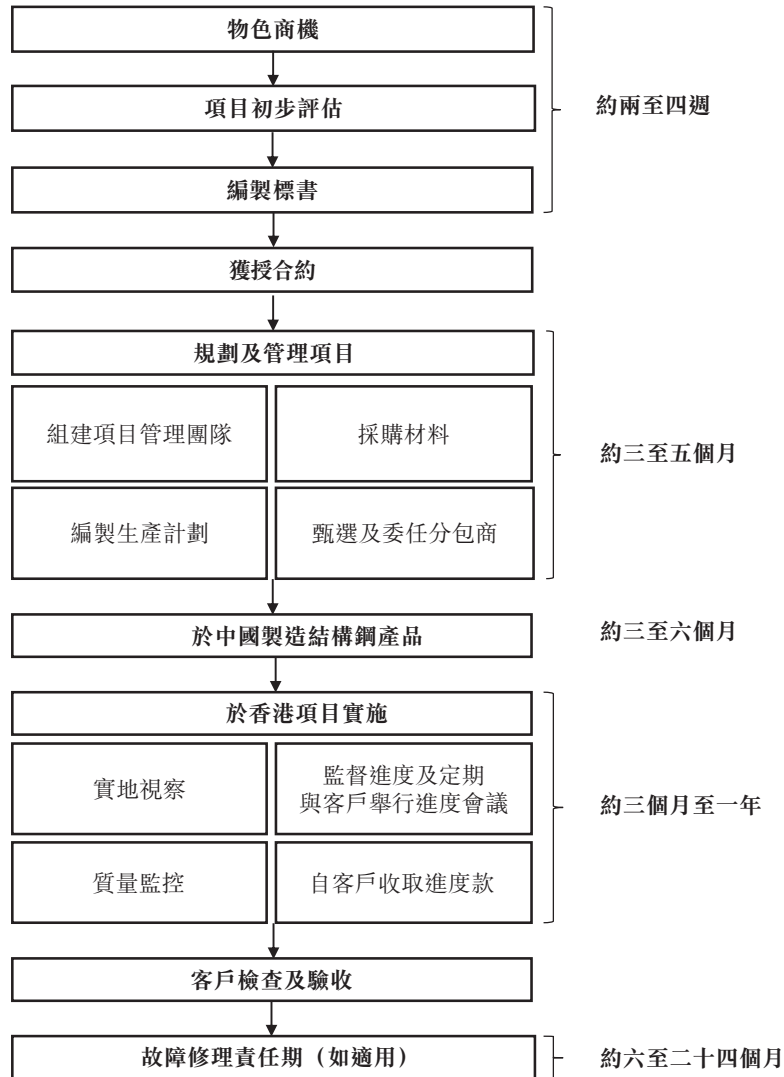 物色商機
項目初步評估
約兩至四週
編製標書
獲授合約
規劃及管理項目
組建項目管理團隊
採購材料
約三至五個月
編製生產計劃
甄選及委任分包商
於中國製造結構鋼產品
約三至六個月
於香港項目實施
實地視察
監督進度及定期
與客戶舉行進度會議
約三個月至一年
質量監控
自客戶收取進度款
客戶檢查及驗收
故障修理責任期（如適用）
約六至二十四個月